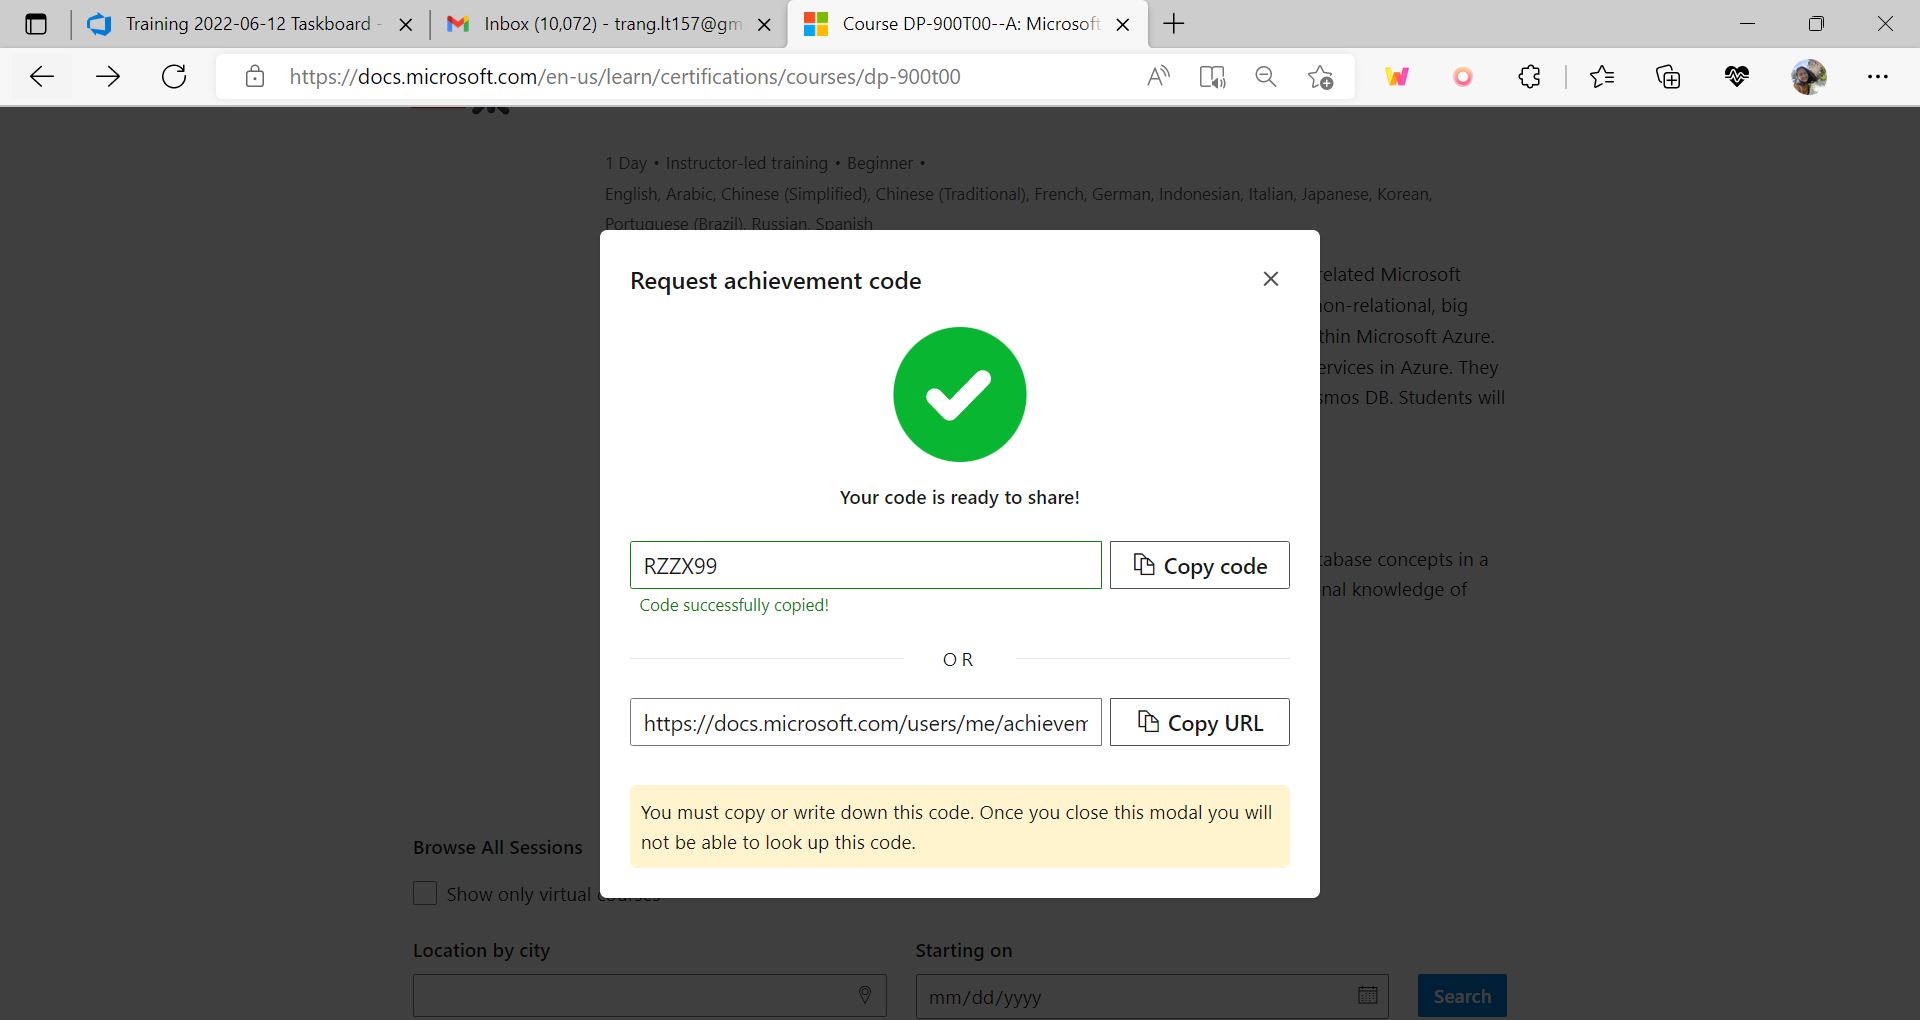 Training 2022-06-12 Taskboard -
Inbox (10,072) - trang.lt157@gm
Course DP-900T00--A: Microsoft
https://docs.microsoft.com/en-us/learn/certifications/courses/dp-900t00
1 Day • Instructor-led training • Beginner •
English, Arabic, Chinese (Simplified), Chinese (Traditional), French, German, Indonesian, Italian, Japanese, Korean,
Portuguese (Brazil), Russian, Spanish
related Microsoft
non-relational, big
thin Microsoft Azure.
ervices in Azure. They
smos DB. Students will
Request achievement code
Your code is ready to share!
RZZX99
Copy code
Code successfully copied!
tabase concepts in a
nal knowledge of
OR
https://docs.microsoft.com/users/me/achievem
Copy URL
You must copy or write down this code. Once you close this modal you will
not be able to look up this code.
Browse All Sessions
Show only virtual courses
Location by city
Starting on
mm/dd/yyyy
Search